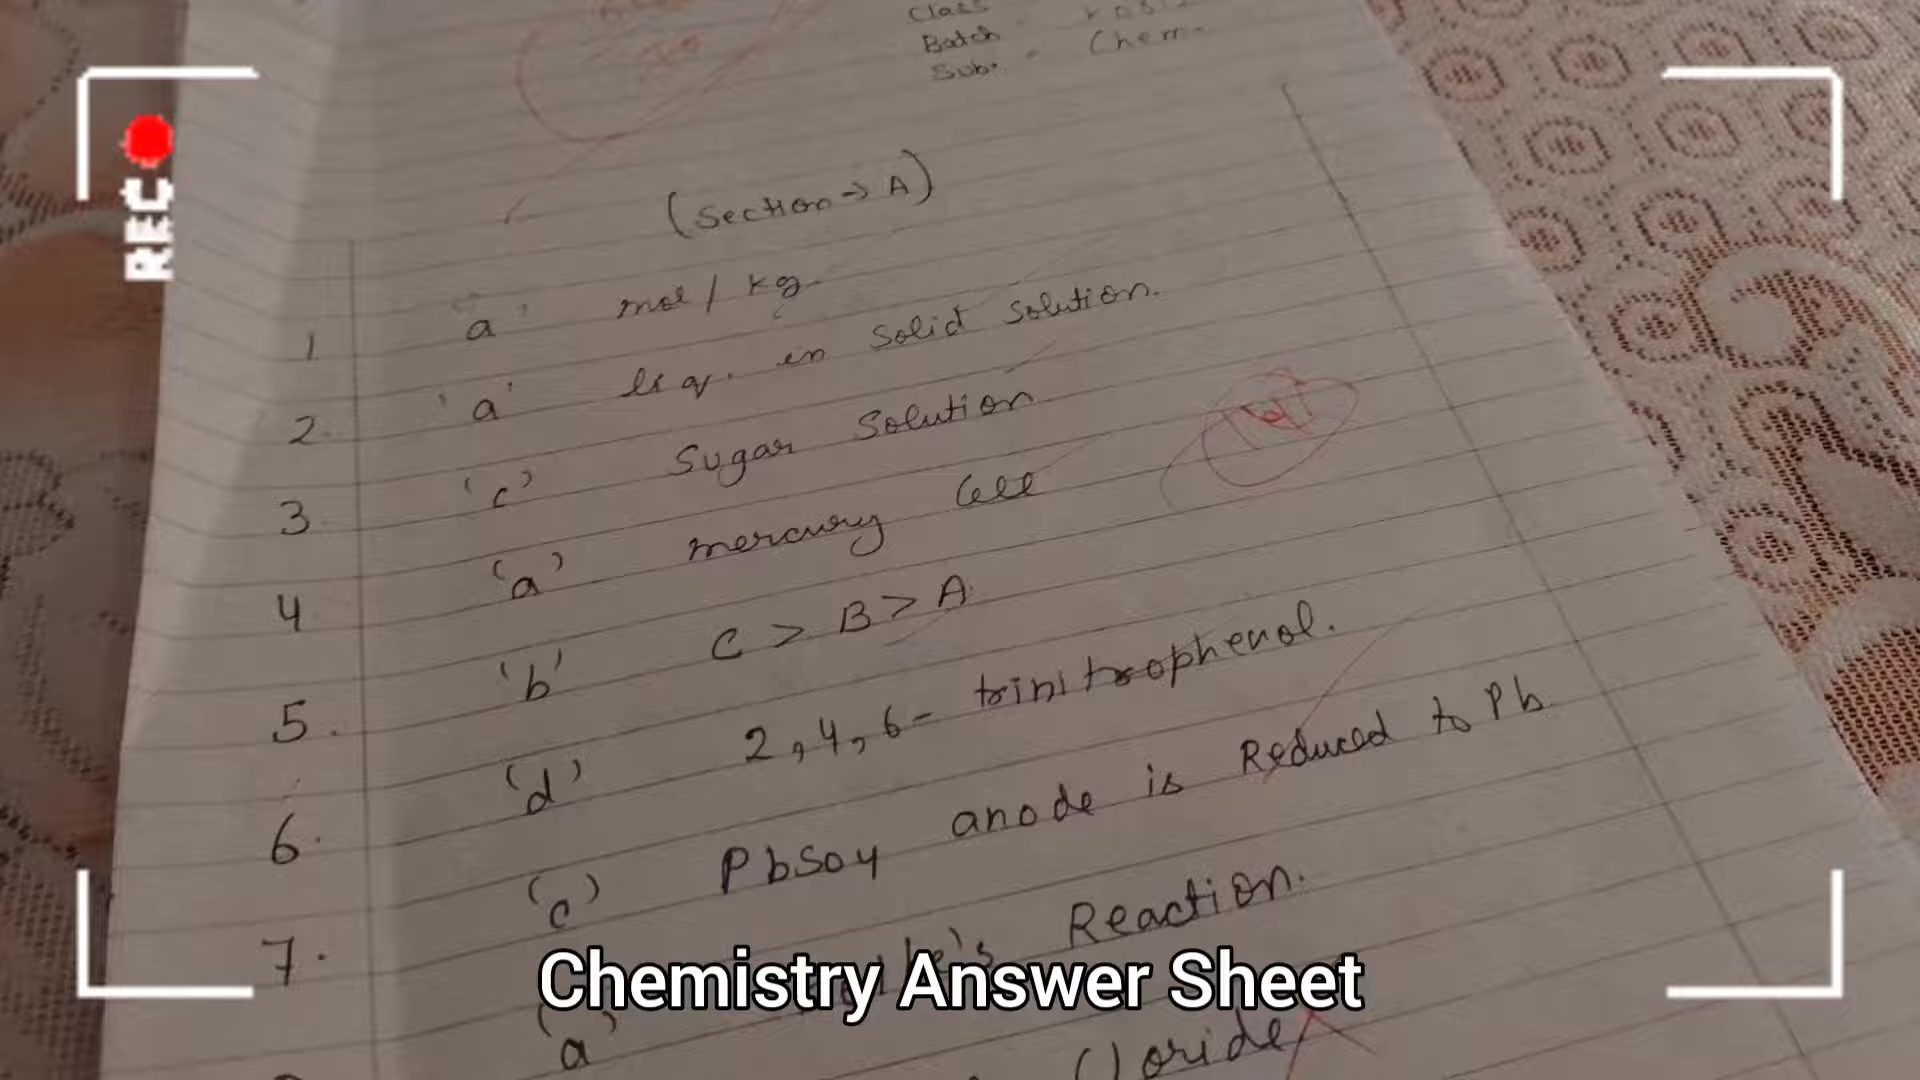 Class
Batch
Sub. - Chem.
REC
(Section → A)
1 'a' mol / kg
2. 'a' liq. in solid solution.
3 'c' Sugar Solution
4 'a' mercury Cell
5. 'b' C > B > A
6. 'd' 2,4,6- trinitrophenol.
7. 'c' PbSO4 anode is Reduced to Pb
'a' Reaction.
Chemistry Answer Sheet
Cloride